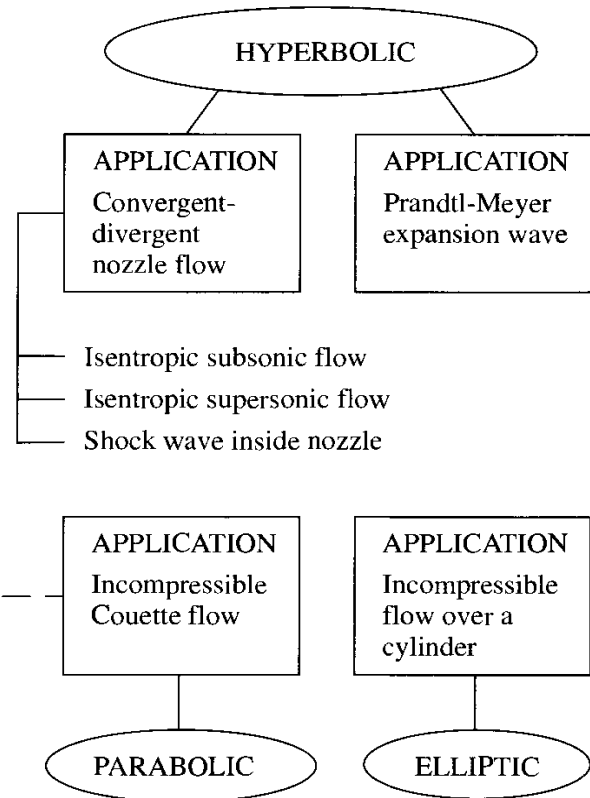 HYPERBOLIC
APPLICATION
Convergent-
divergent
nozzle flow
APPLICATION
Prandtl-Meyer
expansion wave
Isentropic subsonic flow
Isentropic supersonic flow
Shock wave inside nozzle
APPLICATION
Incompressible
Couette flow
APPLICATION
Incompressible
flow over a
cylinder
PARABOLIC
ELLIPTIC